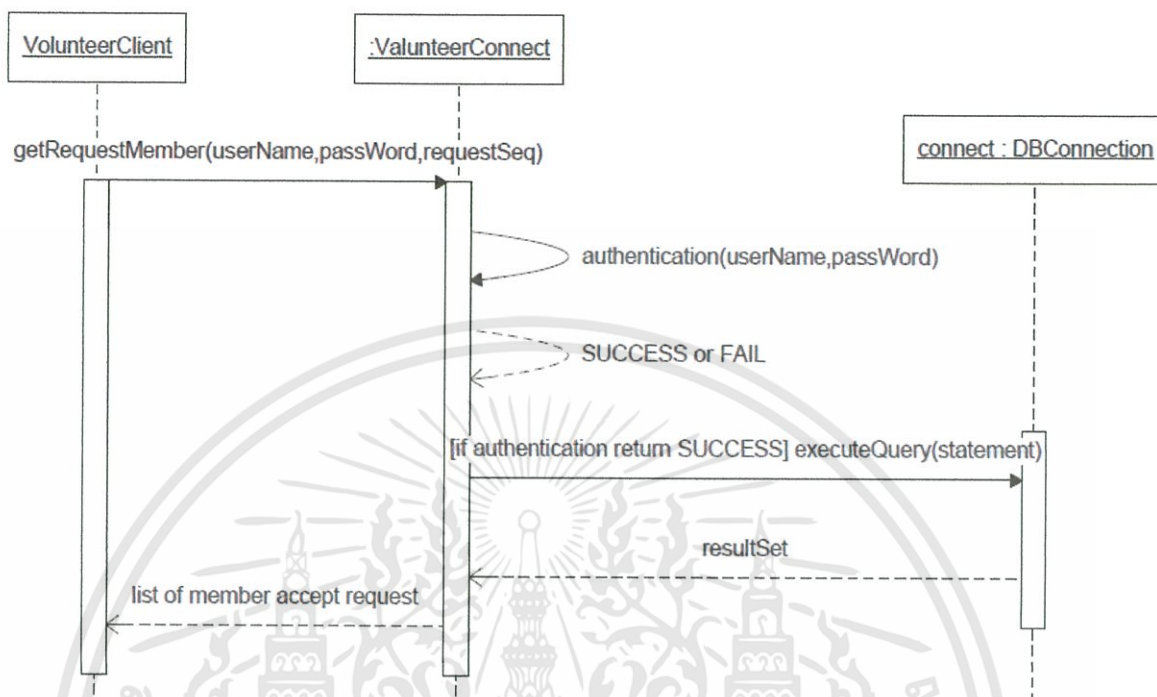 VolunteerClient
:ValunteerConnect
connect : DBConnection
getRequestMember(userName,passWord,requestSeq)
authentication(userName,passWord)
SUCCESS or FAIL
[if authentication return SUCCESS] executeQuery(statement)
resultSet
list of member accept request